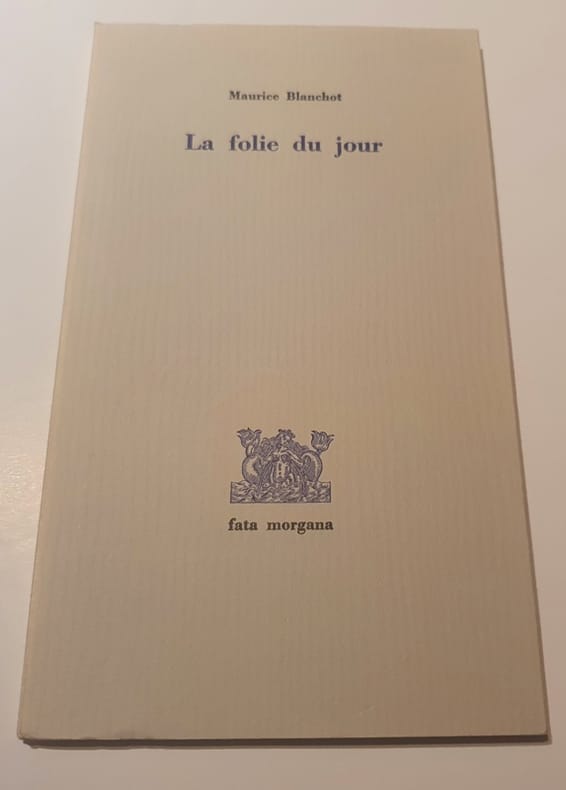 Maurice Blanchot
La folie du jour
fata morgana